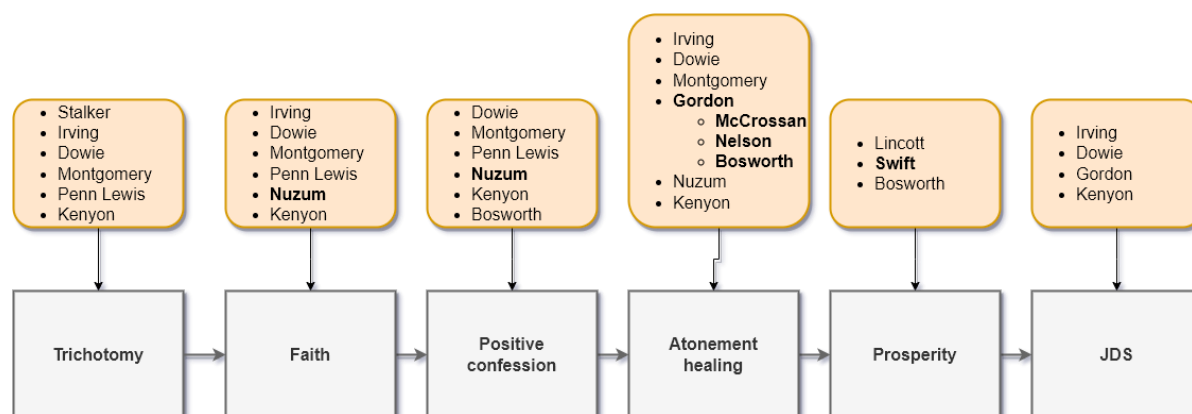 • Stalker
• Irving
• Dowie
• Montgomery
• Penn Lewis
• Kenyon
• Irving
• Dowie
• Montgomery
• Penn Lewis
• Nuzum
• Kenyon
• Dowie
• Montgomery
• Penn Lewis
• Nuzum
• Kenyon
• Bosworth
• Irving
• Dowie
• Montgomery
• Gordon
○ McCrossan
○ Nelson
○ Bosworth
• Nuzum
• Kenyon
• Lincott
• Swift
• Bosworth
• Irving
• Dowie
• Gordon
• Kenyon
Trichotomy
Faith
Positive
confession
Atonement
healing
Prosperity
JDS